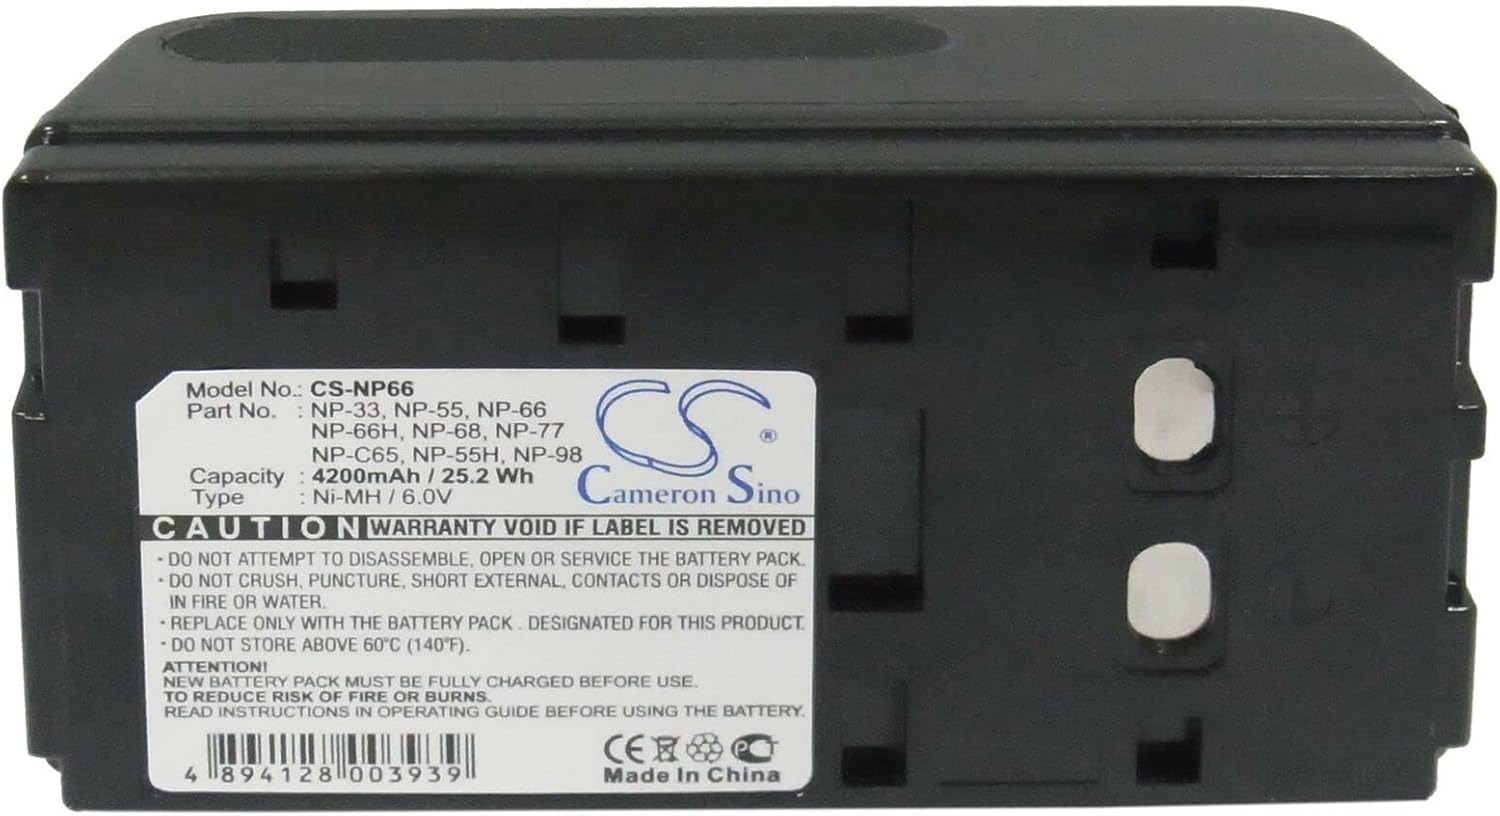 Model No.: CS-NP66
Part No. : NP-33, NP-55, NP-66
NP-66H, NP-68, NP-77
NP-C65, NP-55H, NP-98
Capacity : 4200mAh / 25.2 Wh
Type : Ni-MH / 6.0V
CS ®
Cameron Sino
CAUTION WARRANTY VOID IF LABEL IS REMOVED
• DO NOT ATTEMPT TO DISASSEMBLE, OPEN OR SERVICE THE BATTERY PACK.
• DO NOT CRUSH, PUNCTURE, SHORT EXTERNAL, CONTACTS OR DISPOSE OF
IN FIRE OR WATER.
• REPLACE ONLY WITH THE BATTERY PACK . DESIGNATED FOR THIS PRODUCT.
• DO NOT STORE ABOVE 60°C (140°F).
ATTENTION!
NEW BATTERY PACK MUST BE FULLY CHARGED BEFORE USE.
TO REDUCE RISK OF FIRE OR BURNS.
READ INSTRUCTIONS IN OPERATING GUIDE BEFORE USING THE BATTERY.
4 894128 003939
CE PCT
Made In China
+
-